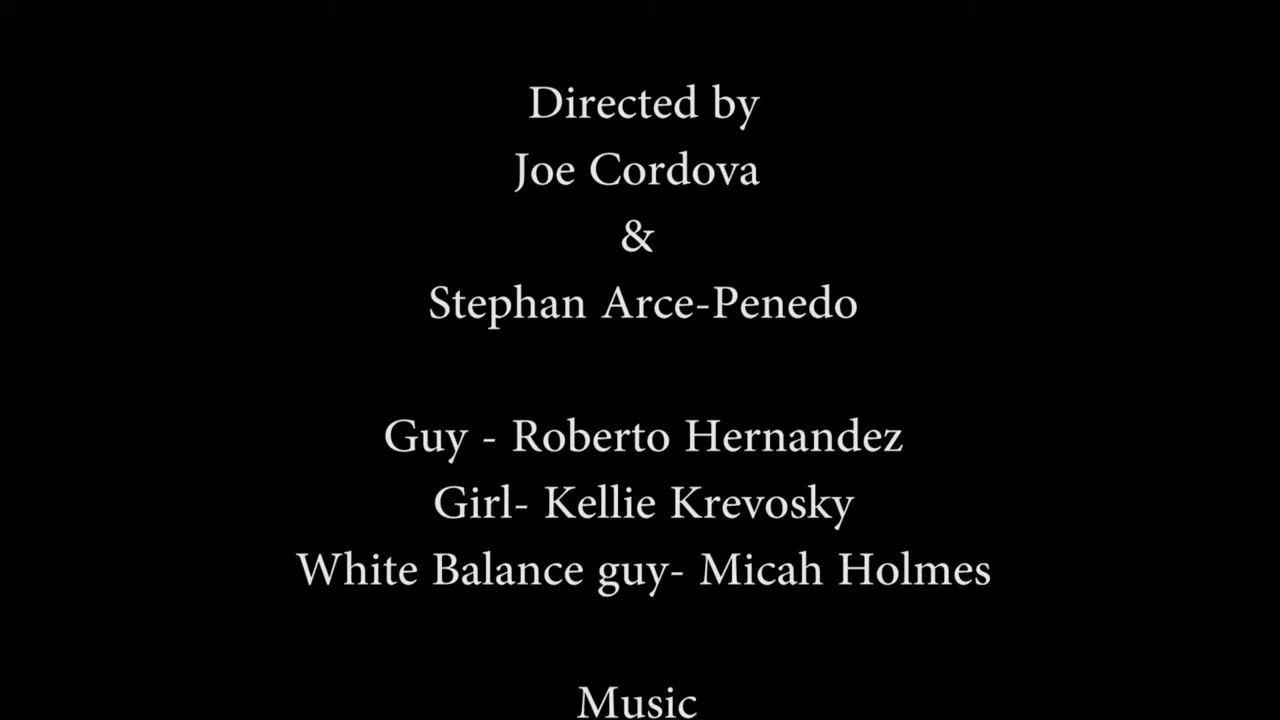 Directed by
Joe Cordova
&
Stephan Arce-Penedo
Guy - Roberto Hernandez
Girl- Kellie Krevosky
White Balance guy- Micah Holmes
Music